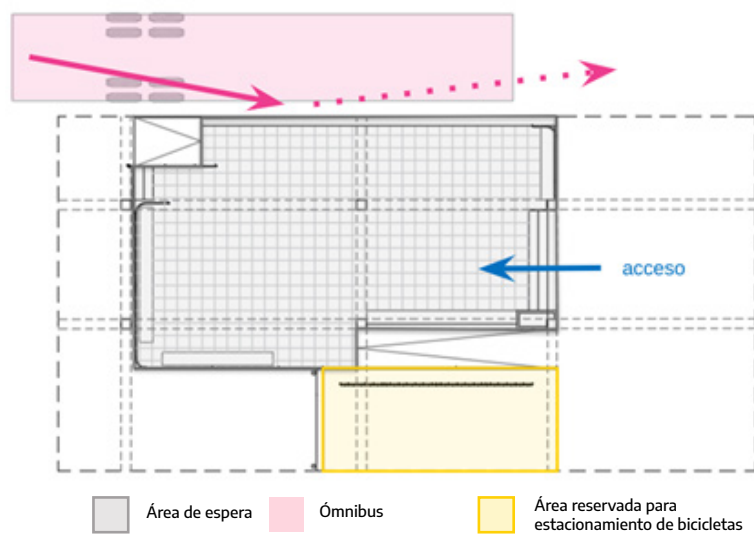 acceso
Área de espera
Ómnibus
Área reservada para
estacionamiento de bicicletas